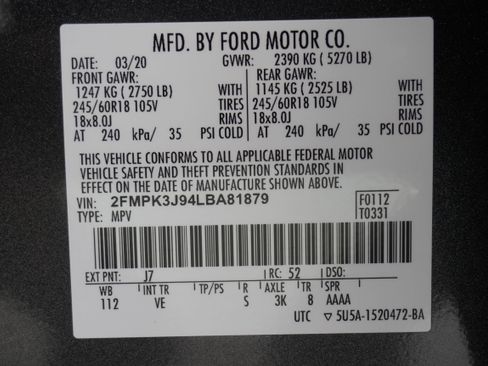 MFD. BY FORD MOTOR CO.
DATE: 03/20 GVWR: 2390 KG ( 5270 LB)
FRONT GAWR: REAR GAWR:
1247 KG ( 2750 LB) WITH 1145 KG ( 2525 LB) WITH
245/60R18 105V TIRES 245/60R18 105V TIRES
18x8.0J RIMS 18x8.0J RIMS
AT 240 kPa/ 35 PSI COLD AT 240 kPa/ 35 PSI COLD
THIS VEHICLE CONFORMS TO ALL APPLICABLE FEDERAL MOTOR
VEHICLE SAFETY AND THEFT PREVENTION STANDARDS IN
EFFECT ON THE DATE OF MANUFACTURE SHOWN ABOVE.
VIN: 2FMPK3J94LBA81879 F0112
TYPE: MPV T0331
EXT PNT: J7 RC: 52 DSO:
WB INT TR TP/PS R AXLE TR SPR
112 VE S 3K 8 AAAA
UTC ▽ 5U5A-1520472-BA